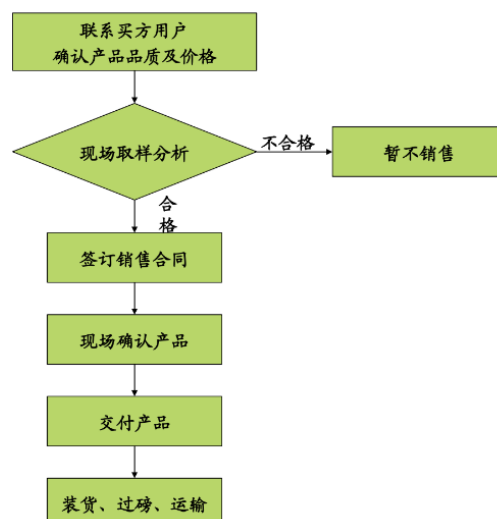 联系买方用户
确认产品品质及价格
现场取样分析
不合格
暂不销售
合
格
签订销售合同
现场确认产品
交付产品
装货、过磅、运输